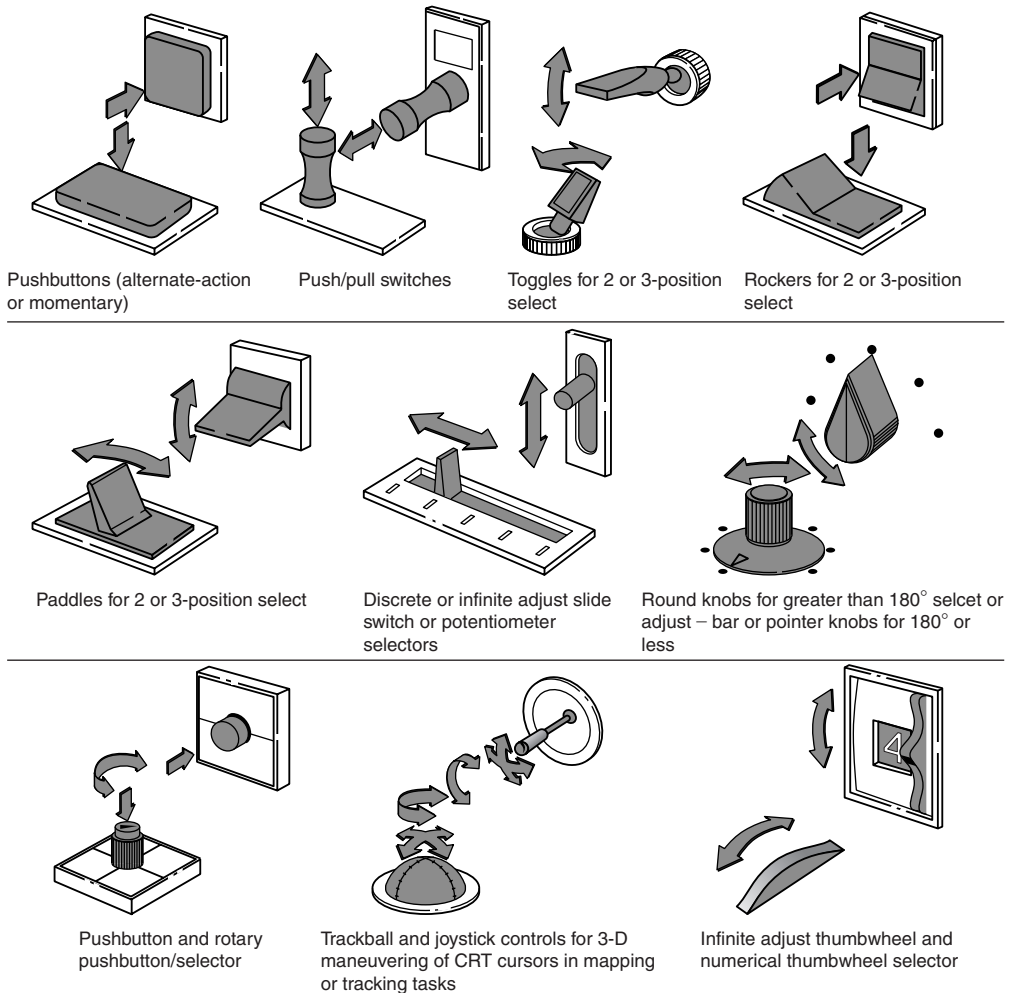 Pushbuttons (alternate-action
or momentary)
Push/pull switches
Toggles for 2 or 3-position
select
Rockers for 2 or 3-position
select
Paddles for 2 or 3-position select
Discrete or infinite adjust slide
switch or potentiometer
selectors
Round knobs for greater than 180° selcet or
adjust – bar or pointer knobs for 180° or
less
4
Pushbutton and rotary
pushbutton/selector
Trackball and joystick controls for 3-D
maneuvering of CRT cursors in mapping
or tracking tasks
Infinite adjust thumbwheel and
numerical thumbwheel selector